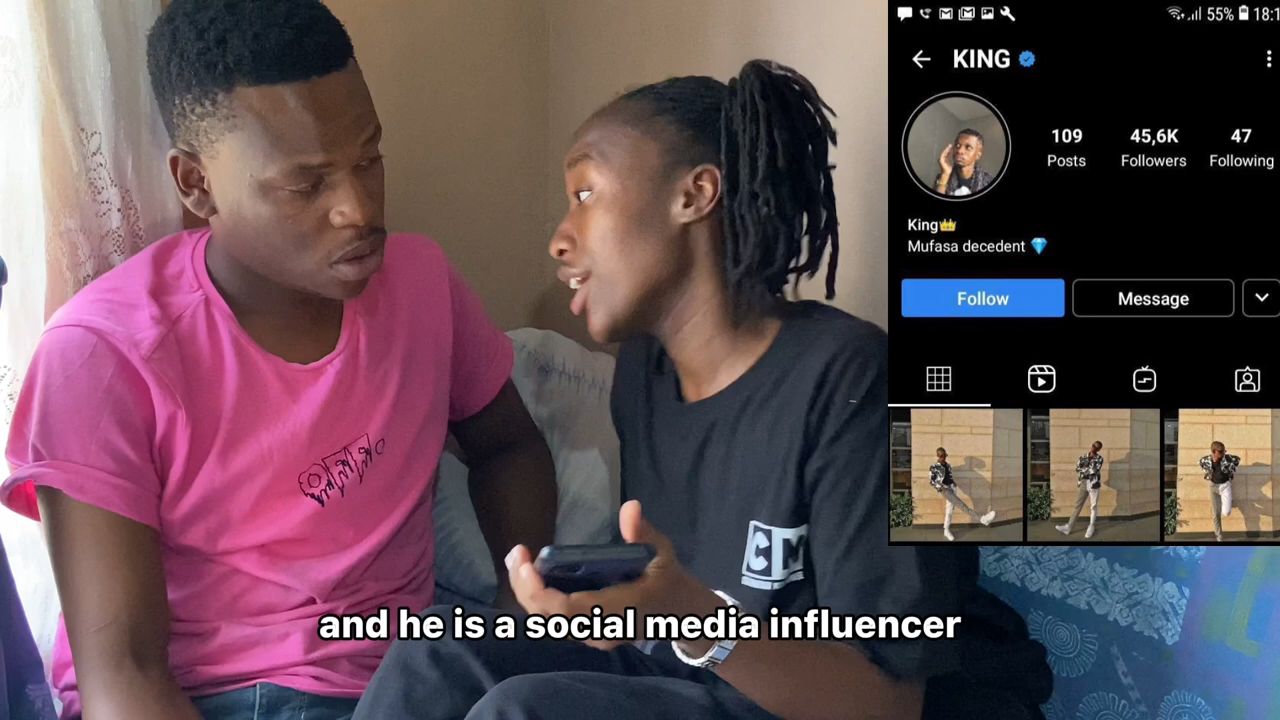 55% 18:1
KING
109
45,6K
47
Posts
Followers
Following
King👑
Mufasa decedent 💎
Follow
Message
CM
and he is a social media influencer